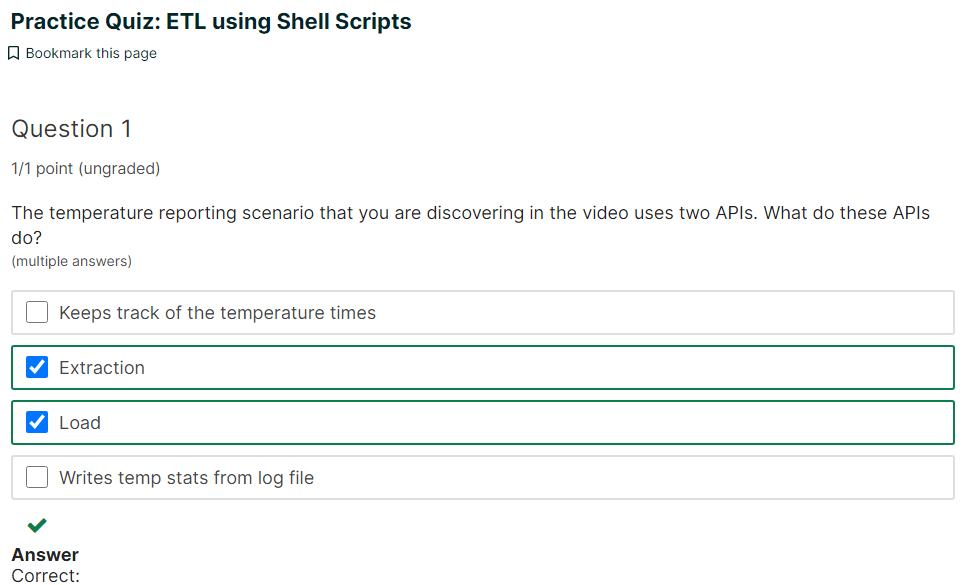 Practice Quiz: ETL using Shell Scripts
Bookmark this page
Question 1
1/1 point (ungraded)
The temperature reporting scenario that you are discovering in the video uses two APIs. What do these APIs
do?
(multiple answers)
Keeps track of the temperature times
Extraction
Load
Writes temp stats from log file
Answer
Correct: